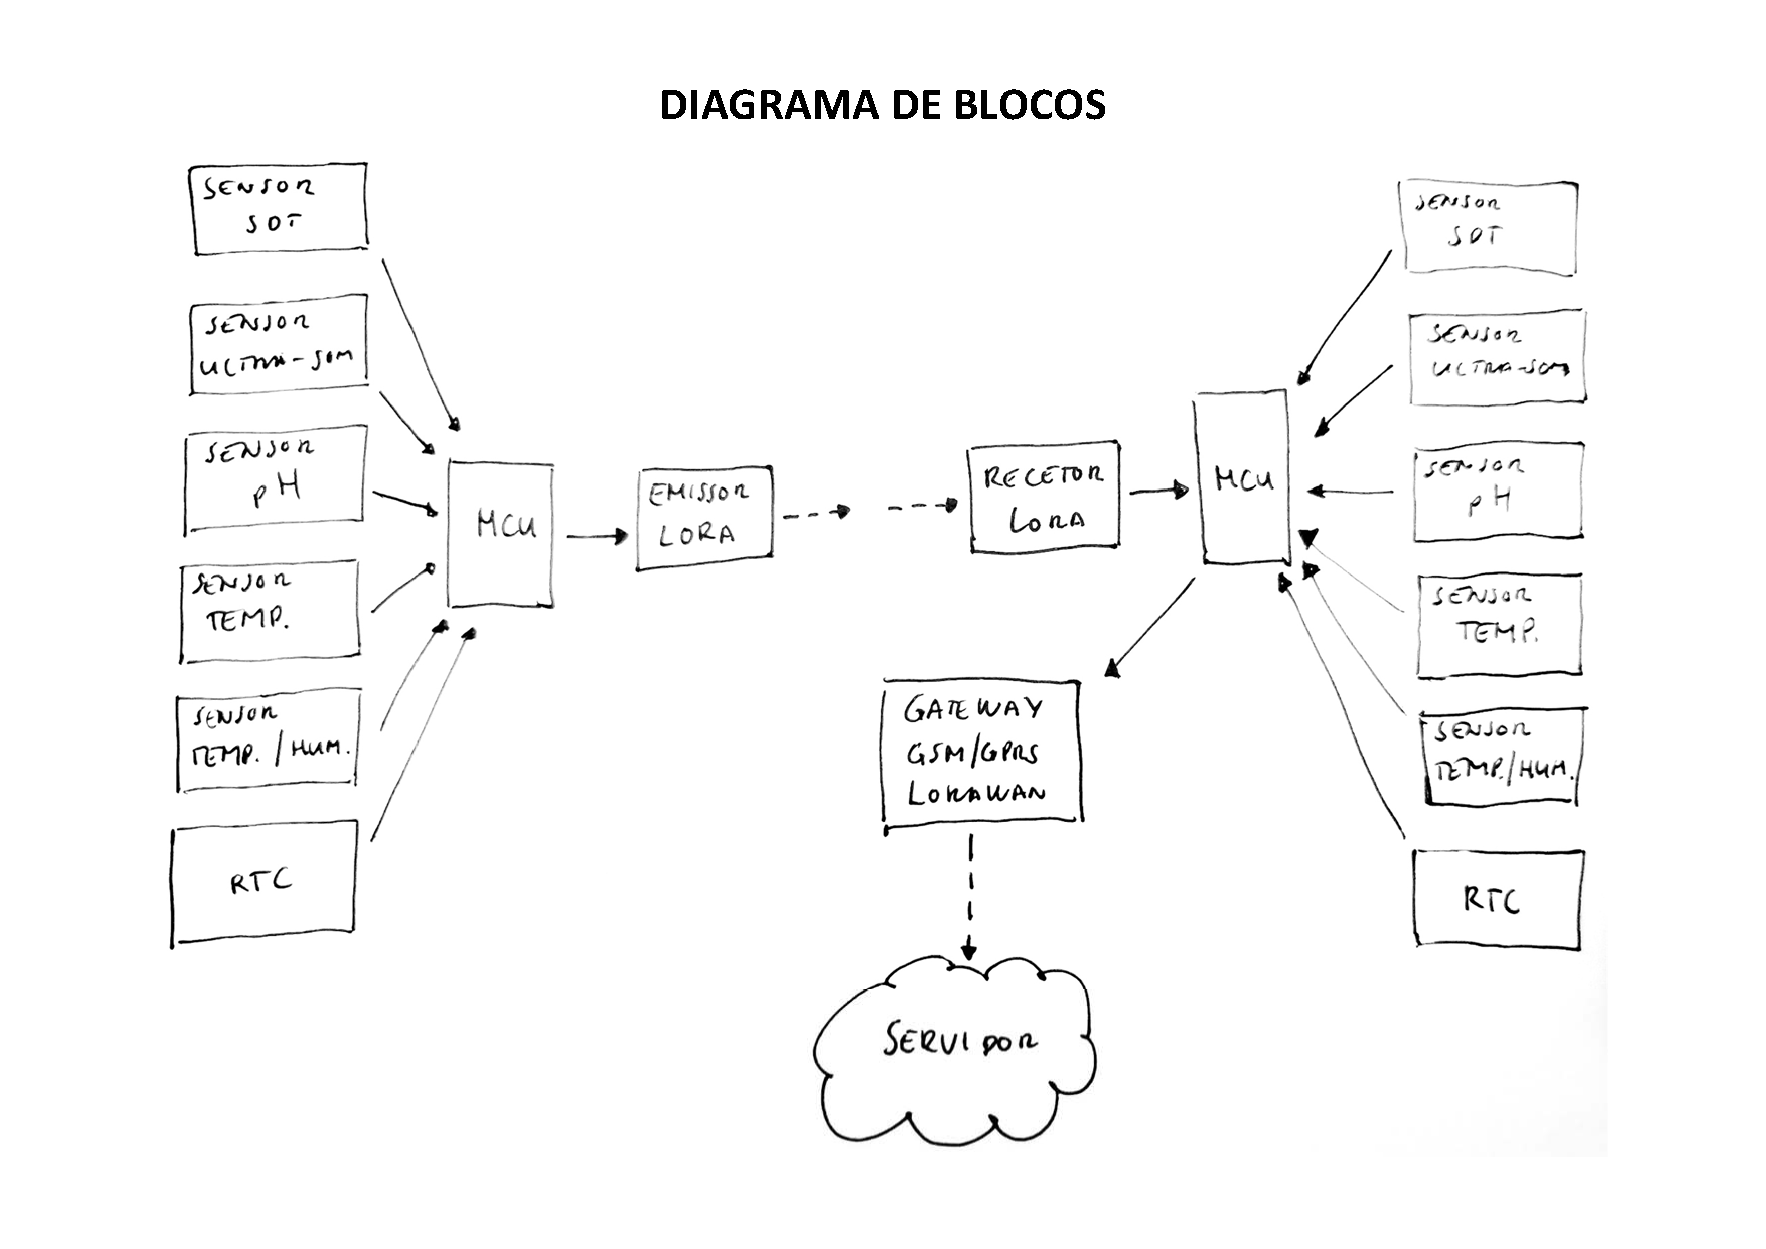 DIAGRAMA DE BLOCOS
SENSOR
SDT
SENSOR
ULTRA-SOM
SENSOR
pH
SENSOR
TEMP.
SENSOR
TEMP./HUM.
RTC
MCU
EMISSOR
LORA
RECETOR
LORA
MCU
GATEWAY
GSM/GPRS
LORAWAN
SERVIDOR
SENSOR
SDT
SENSOR
ULTRA-SOM
SENSOR
pH
SENSOR
TEMP.
SENSOR
TEMP./HUM.
RTC